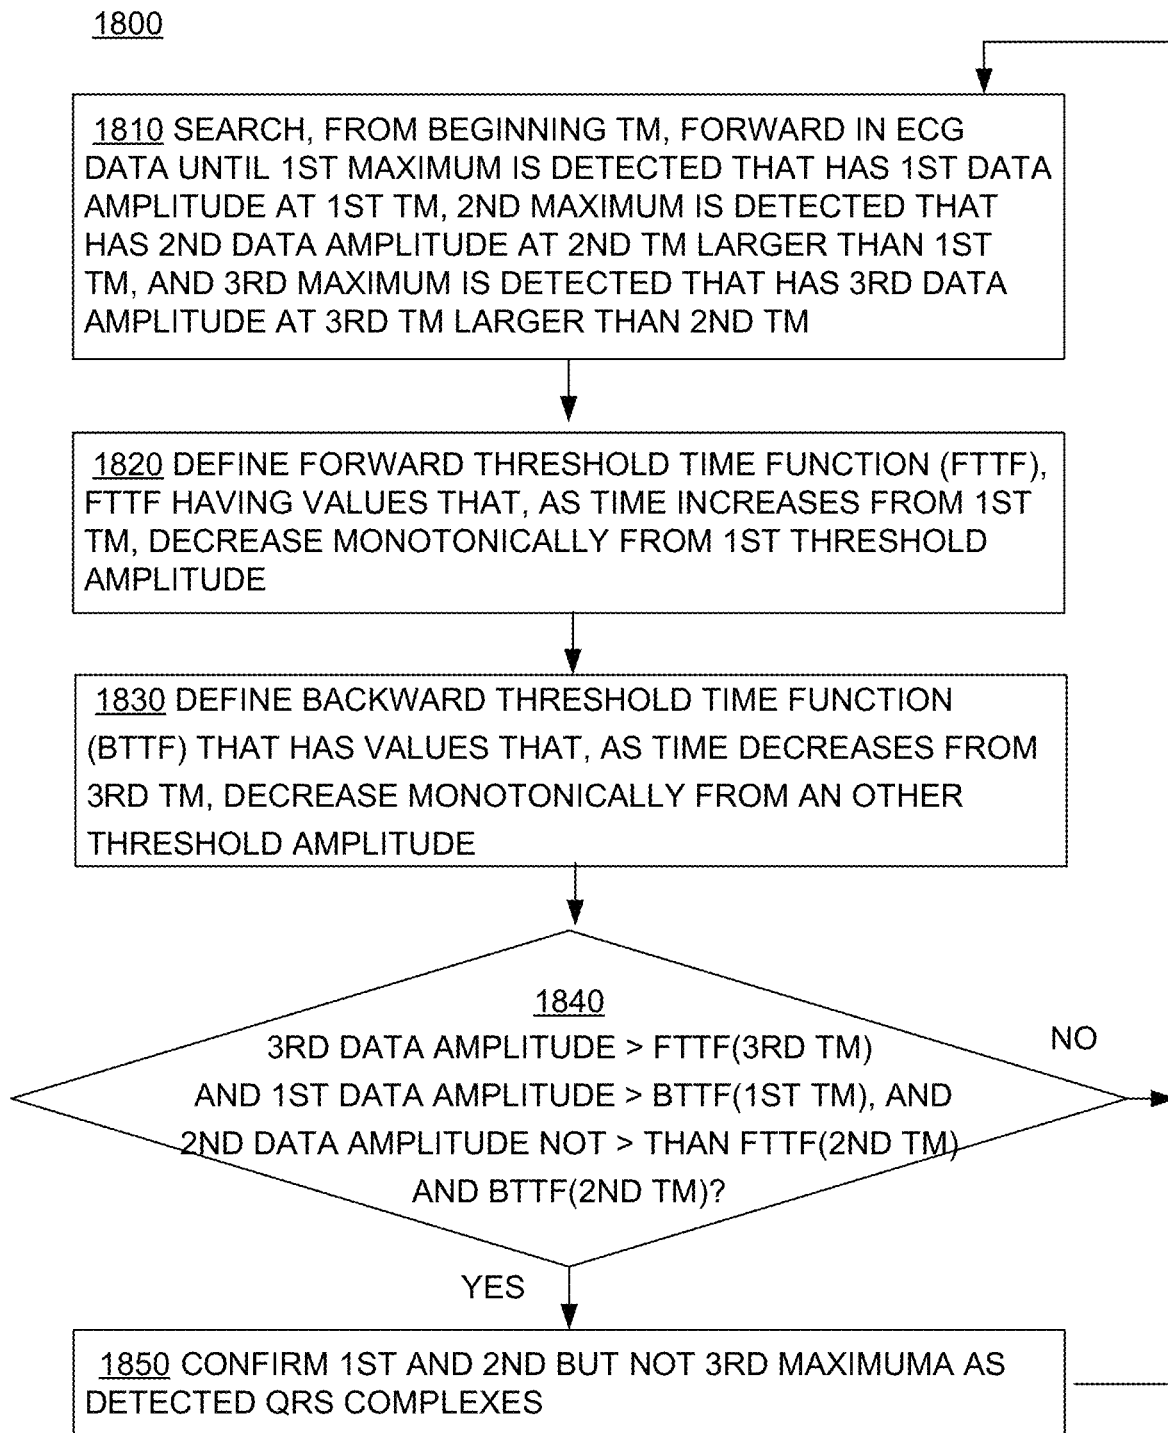 1800
1810 SEARCH, FROM BEGINNING TM, FORWARD IN ECG
DATA UNTIL 1ST MAXIMUM IS DETECTED THAT HAS 1ST DATA
AMPLITUDE AT 1ST TM, 2ND MAXIMUM IS DETECTED THAT
HAS 2ND DATA AMPLITUDE AT 2ND TM LARGER THAN 1ST
TM, AND 3RD MAXIMUM IS DETECTED THAT HAS 3RD DATA
AMPLITUDE AT 3RD TM LARGER THAN 2ND TM
1820 DEFINE FORWARD THRESHOLD TIME FUNCTION (FTTF),
FTTF HAVING VALUES THAT, AS TIME INCREASES FROM 1ST
TM, DECREASE MONOTONICALLY FROM 1ST THRESHOLD
AMPLITUDE
1830 DEFINE BACKWARD THRESHOLD TIME FUNCTION
(BTTF) THAT HAS VALUES THAT, AS TIME DECREASES FROM
3RD TM, DECREASE MONOTONICALLY FROM AN OTHER
THRESHOLD AMPLITUDE
1840
3RD DATA AMPLITUDE > FTTF(3RD TM)
AND 1ST DATA AMPLITUDE > BTTF(1ST TM), AND
2ND DATA AMPLITUDE NOT > THAN FTTF(2ND TM)
AND BTTF(2ND TM)?
NO
YES
1850 CONFIRM 1ST AND 2ND BUT NOT 3RD MAXIMUMA AS
DETECTED QRS COMPLEXES